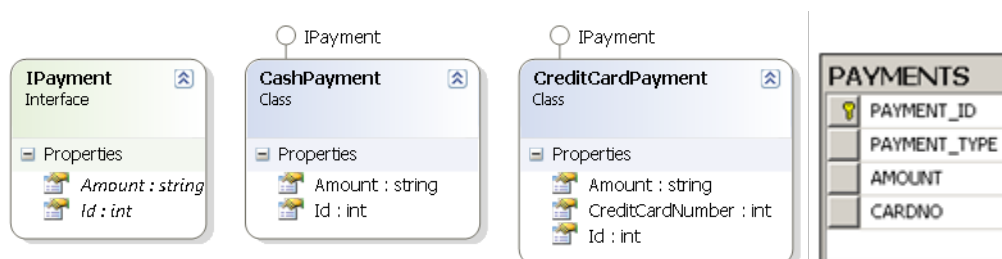 IPayment
Interface
Properties
Amount : string
Id : int
IPayment
CashPayment
Class
Properties
Amount : string
Id : int
IPayment
CreditCardPayment
Class
Properties
Amount : string
CreditCardNumber : int
Id : int
PAYMENTS
PAYMENT_ID
PAYMENT_TYPE
AMOUNT
CARDNO